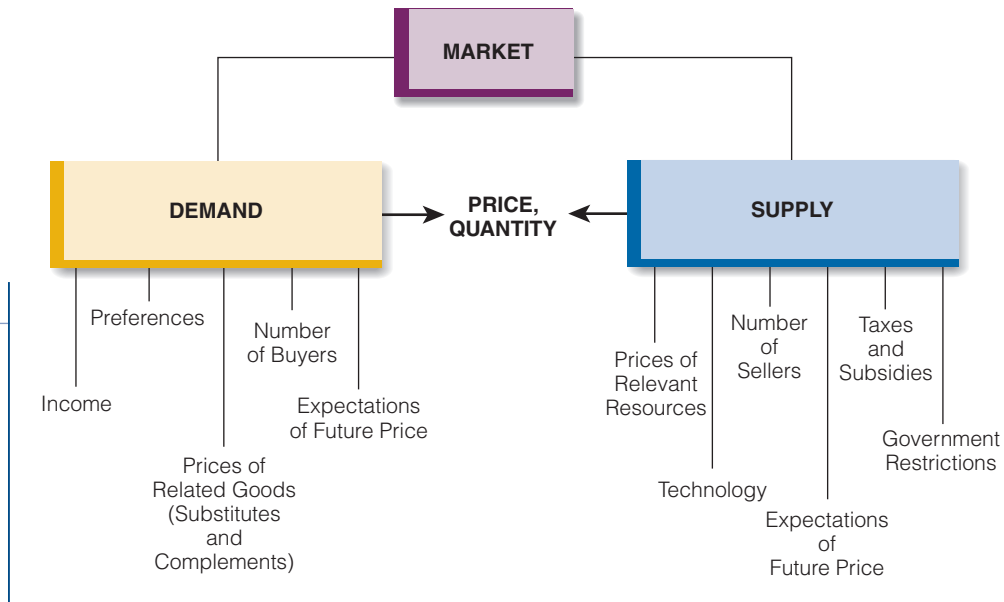 MARKET
DEMAND
PRICE,
QUANTITY
SUPPLY
Income
Preferences
Prices of
Related Goods
(Substitutes
and
Complements)
Number
of Buyers
Expectations
of Future Price
Prices of
Relevant
Resources
Technology
Number
of
Sellers
Expectations
of
Future Price
Taxes
and
Subsidies
Government
Restrictions